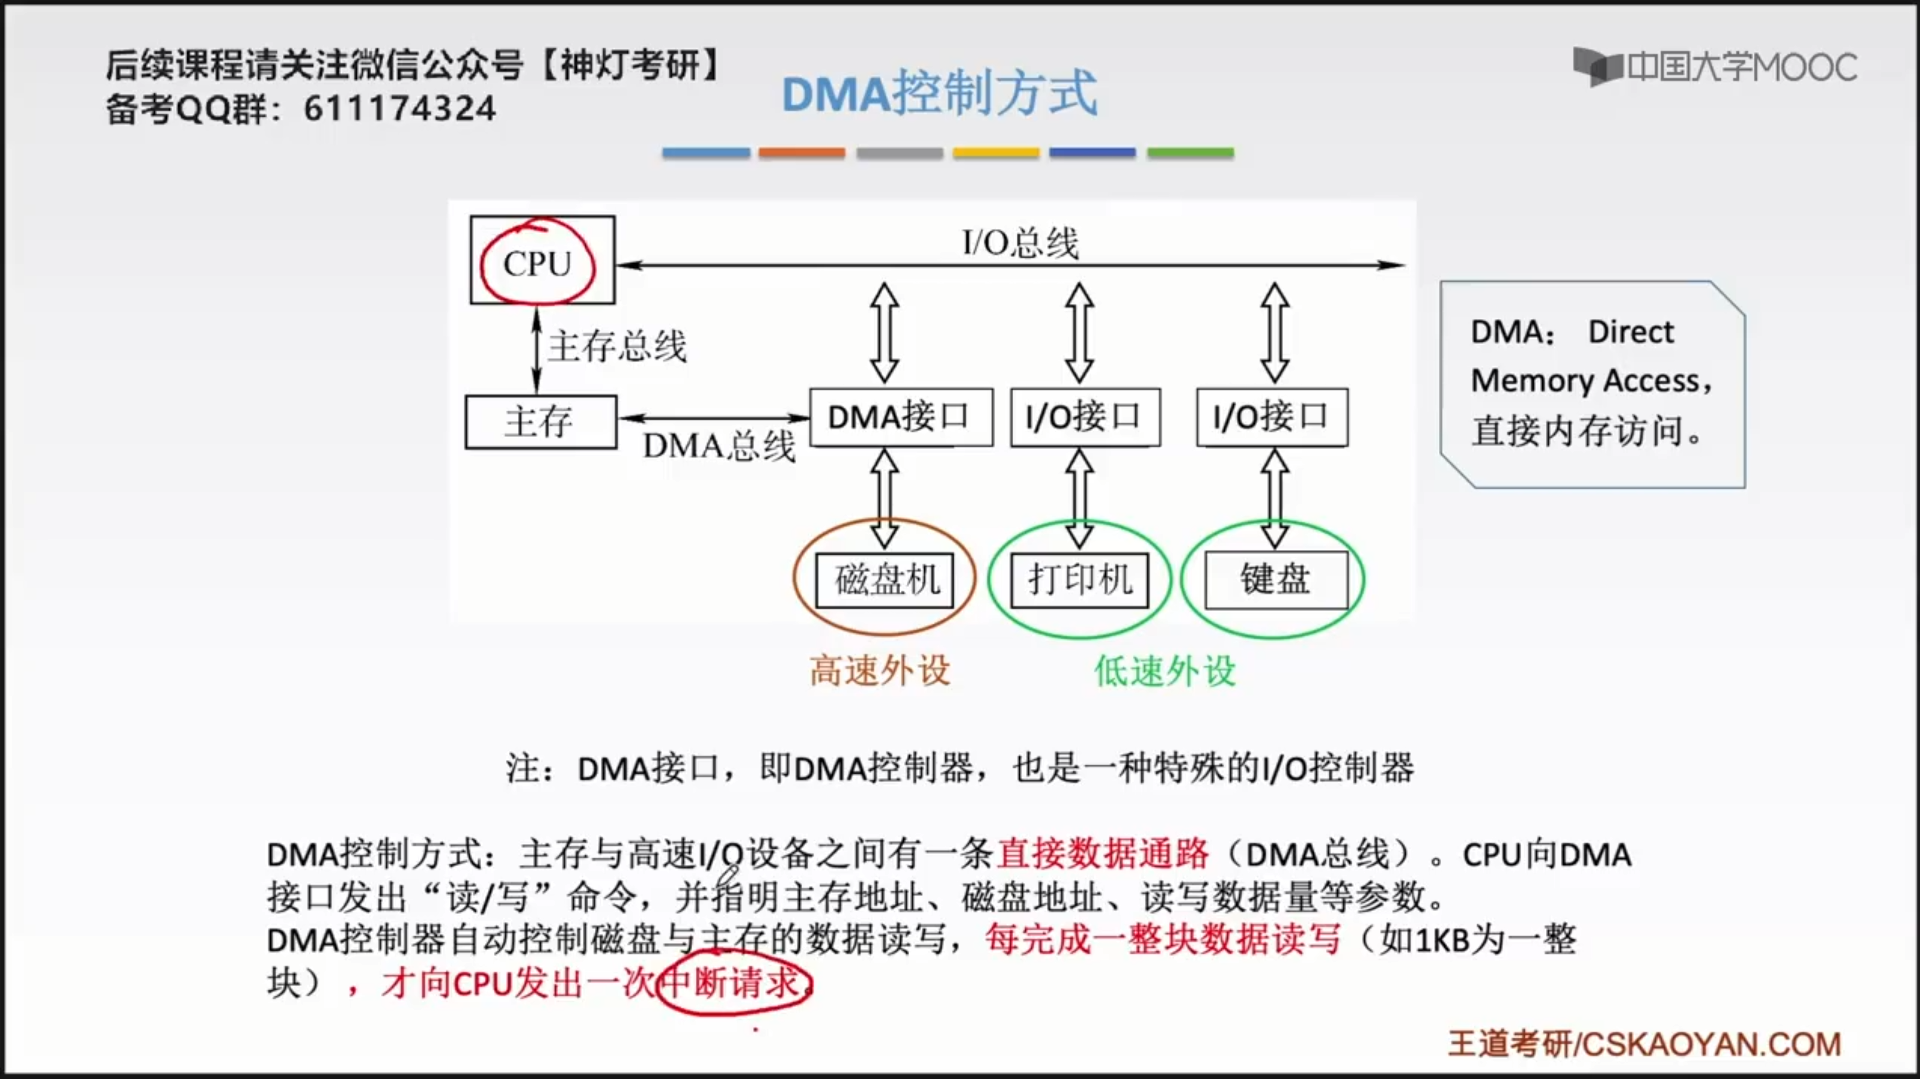 后续课程请关注微信公众号【神灯考研】
备考QQ群：611174324
DMA控制方式
中国大学MOOC
CPU
I/O总线
主存总线
主存
DMA总线
DMA接口
I/O接口
I/O接口
磁盘机
打印机
键盘
高速外设
低速外设
DMA： Direct
Memory Access，
直接内存访问。
注：DMA接口，即DMA控制器，也是一种特殊的I/O控制器
DMA控制方式：主存与高速I/O设备之间有一条直接数据通路（DMA总线）。CPU向DMA
接口发出“读/写”命令，并指明主存地址、磁盘地址、读写数据量等参数。
DMA控制器自动控制磁盘与主存的数据读写，每完成一整块数据读写（如1KB为一整
块），才向CPU发出一次中断请求。
王道考研/CSKAOYAN.COM